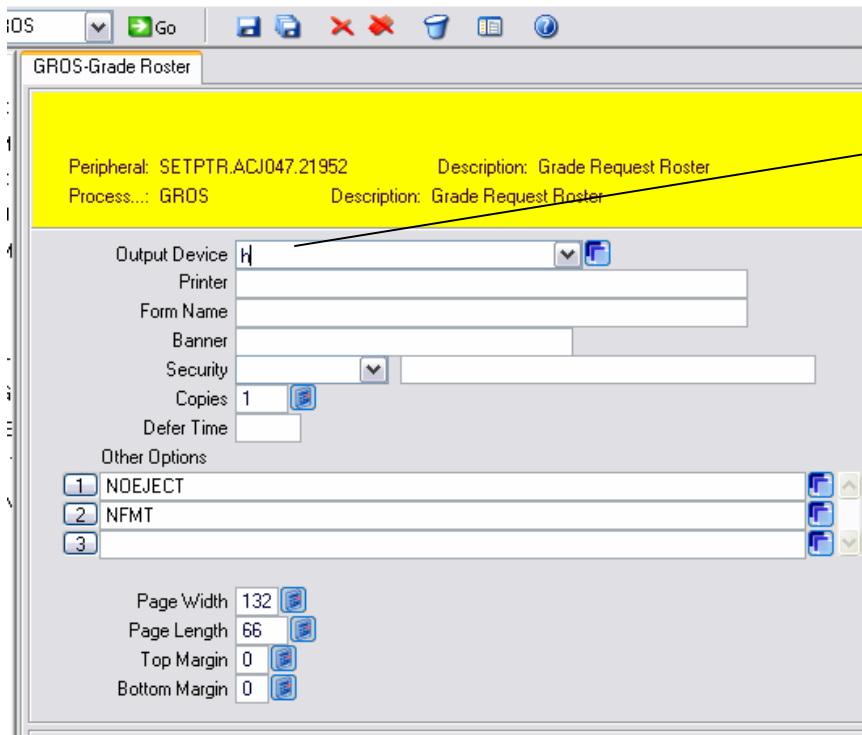 Go
GROS-Grade Roster
Peripheral: SETPTR.ACJ047.21952 Description: Grade Request Roster
Process...: GROS Description: Grade Request Roster
Output Device h
Printer
Form Name
Banner
Security
Copies 1
Defer Time
Other Options
1 NOEJECT
2 NFMT
3
Page Width 132
Page Length 66
Top Margin 0
Bottom Margin 0